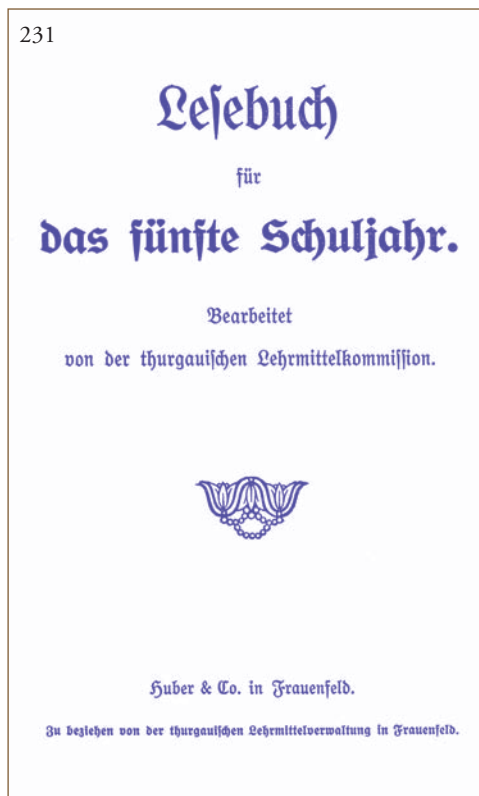 231
Leſebuch
für
das fünfte Schuljahr.
Bearbeitet
von der thurgauiſchen Lehrmittelkommiſſion.
Huber & Co. in Frauenfeld.
Zu beziehen von der thurgauiſchen Lehrmittelverwaltung in Frauenfeld.